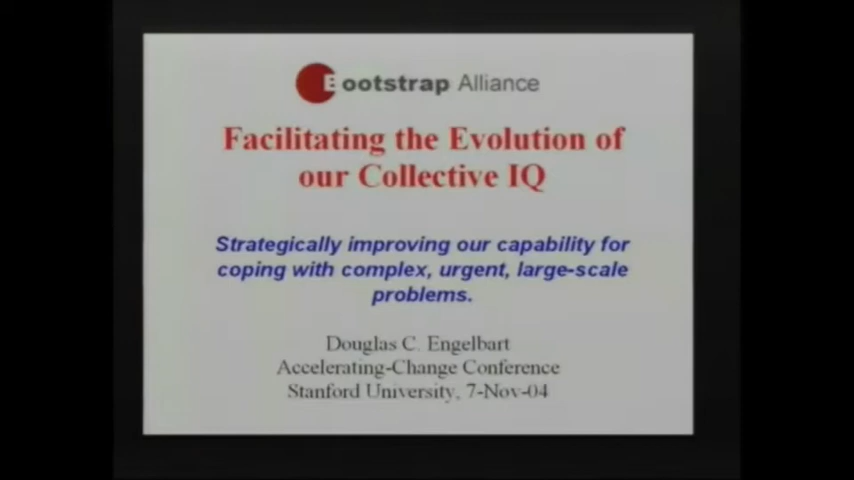 Bootstrap Alliance
Facilitating the Evolution of
our Collective IQ
Strategically improving our capability for
coping with complex, urgent, large-scale
problems.
Douglas C. Engelbart
Accelerating-Change Conference
Stanford University, 7-Nov-04